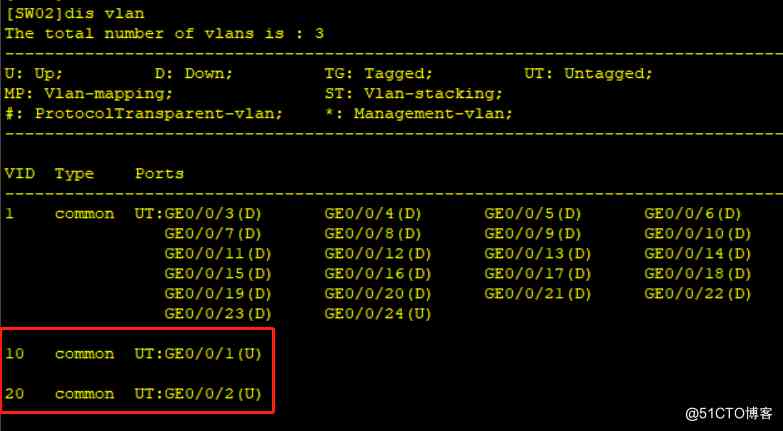 [SW02]dis vlan
The total number of vlans is : 3
--------------------------------------------------------------------------------
U: Up;         D: Down;         TG: Tagged;         UT: Untagged;
MP: Vlan-mapping;               ST: Vlan-stacking;
#: ProtocolTransparent-vlan;    *: Management-vlan;
--------------------------------------------------------------------------------
VID  Type    Ports
--------------------------------------------------------------------------------
1    common  UT:GE0/0/3(D)      GE0/0/4(D)      GE0/0/5(D)      GE0/0/6(D)
GE0/0/7(D)      GE0/0/8(D)      GE0/0/9(D)      GE0/0/10(D)
GE0/0/11(D)     GE0/0/12(D)     GE0/0/13(D)     GE0/0/14(D)
GE0/0/15(D)     GE0/0/16(D)     GE0/0/17(D)     GE0/0/18(D)
GE0/0/19(D)     GE0/0/20(D)     GE0/0/21(D)     GE0/0/22(D)
GE0/0/23(D)     GE0/0/24(U)
10   common  UT:GE0/0/1(U)
20   common  UT:GE0/0/2(U)
@51CTO博客